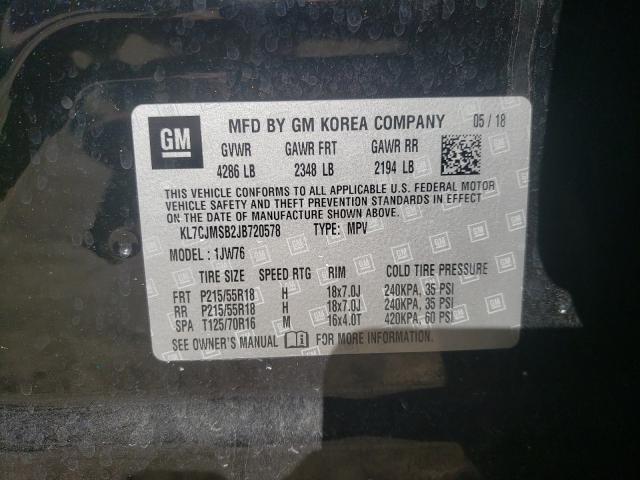 GM MFD BY GM KOREA COMPANY 05 / 18
GVWR GAWR FRT GAWR RR
4286 LB 2348 LB 2194 LB
THIS VEHICLE CONFORMS TO ALL APPLICABLE U.S. FEDERAL MOTOR
VEHICLE SAFETY AND THEFT PREVENTION STANDARDS IN EFFECT
ON THE DATE OF MANUFACTURE SHOWN ABOVE.
KL7CJMSB2JB720578 TYPE: MPV
MODEL : 1JW76
TIRE SIZE SPEED RTG RIM COLD TIRE PRESSURE
FRT P215/55R18 H 18x7.0J 240KPA, 35 PSI
RR P215/55R18 H 18x7.0J 240KPA, 35 PSI
SPA T125/70R16 M 16x4.0T 420KPA, 60 PSI
SEE OWNER'S MANUAL FOR MORE INFORMATION.